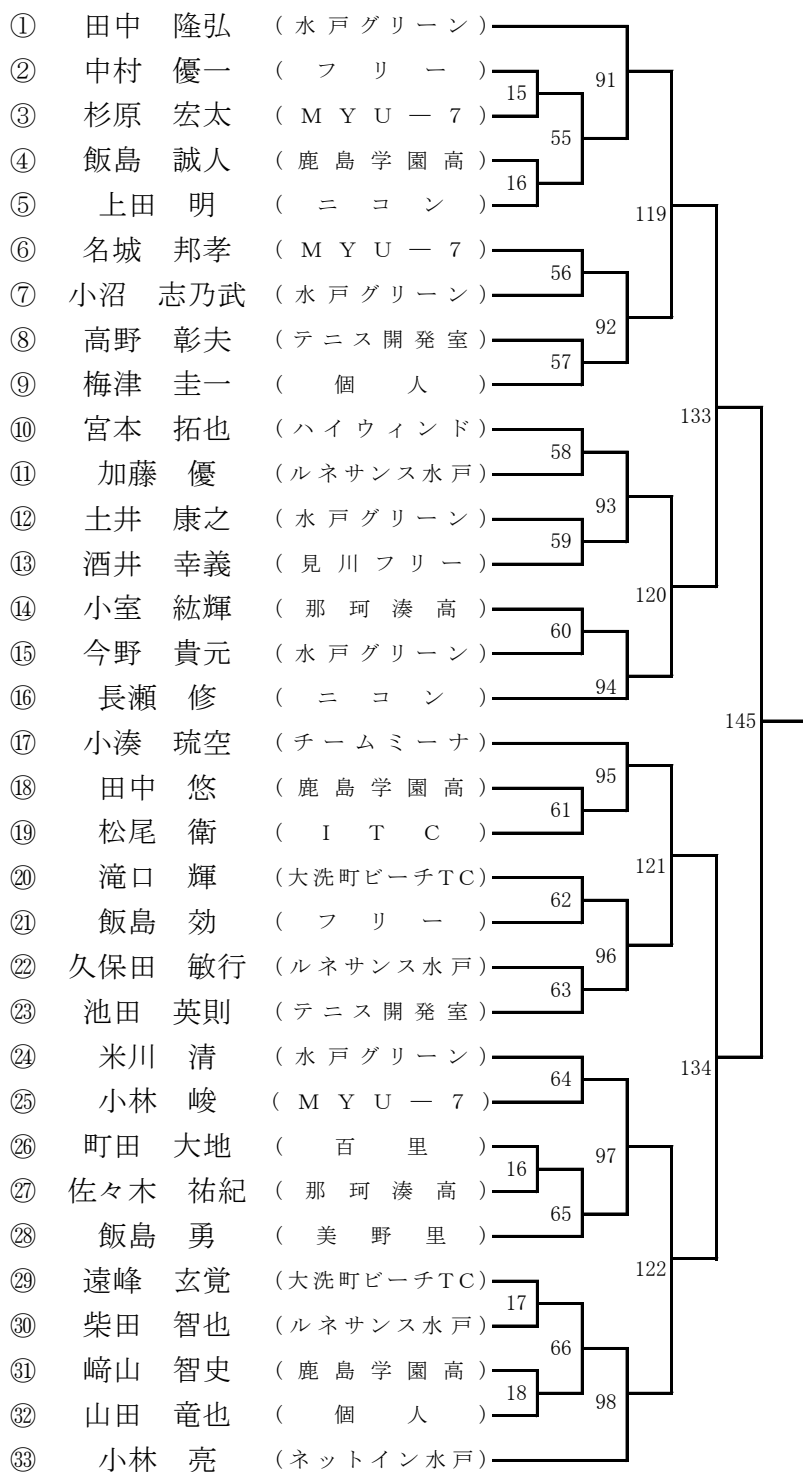 ① 田中 隆弘 (水戸グリーン)
② 中村 優一 (フリー) 91
15
③ 杉原 宏太 (MYU―7)
55
④ 飯島 誠人 (鹿島学園高)
16
⑤ 上田 明 (ニコン) 119
⑥ 名城 邦孝 (MYU―7)
56
⑦ 小沼 志乃武 (水戸グリーン)
92
⑧ 高野 彰夫 (テニス開発室)
57
⑨ 梅津 圭一 (個人)
133
⑩ 宮本 拓也 (ハイウィンド)
58
⑪ 加藤 優 (ルネサンス水戸)
93
⑫ 土井 康之 (水戸グリーン)
59
⑬ 酒井 幸義 (見川フリー)
120
⑭ 小室 紘輝 (那珂湊高)
60
⑮ 今野 貴元 (水戸グリーン)
94
⑯ 長瀬 修 (ニコン)
145
⑰ 小湊 琉空 (チームミーナ)
95
⑱ 田中 悠 (鹿島学園高)
61
⑲ 松尾 衛 (ITC)
121
⑳ 滝口 輝 (大洗町ビーチTC)
62
㉑ 飯島 効 (フリー)
96
㉒ 久保田 敏行 (ルネサンス水戸)
63
㉓ 池田 英則 (テニス開発室)
㉔ 米川 清 (水戸グリーン)
64 134
㉕ 小林 峻 (MYU―7)
㉖ 町田 大地 (百里)
16 97
㉗ 佐々木 祐紀 (那珂湊高)
65
㉘ 飯島 勇 (美野里)
122
㉙ 遠峰 玄覚 (大洗町ビーチTC)
17
㉚ 柴田 智也 (ルネサンス水戸)
66
㉛ 﨑山 智史 (鹿島学園高)
18 98
㉜ 山田 竜也 (個人)
㉝ 小林 亮 (ネットイン水戸)